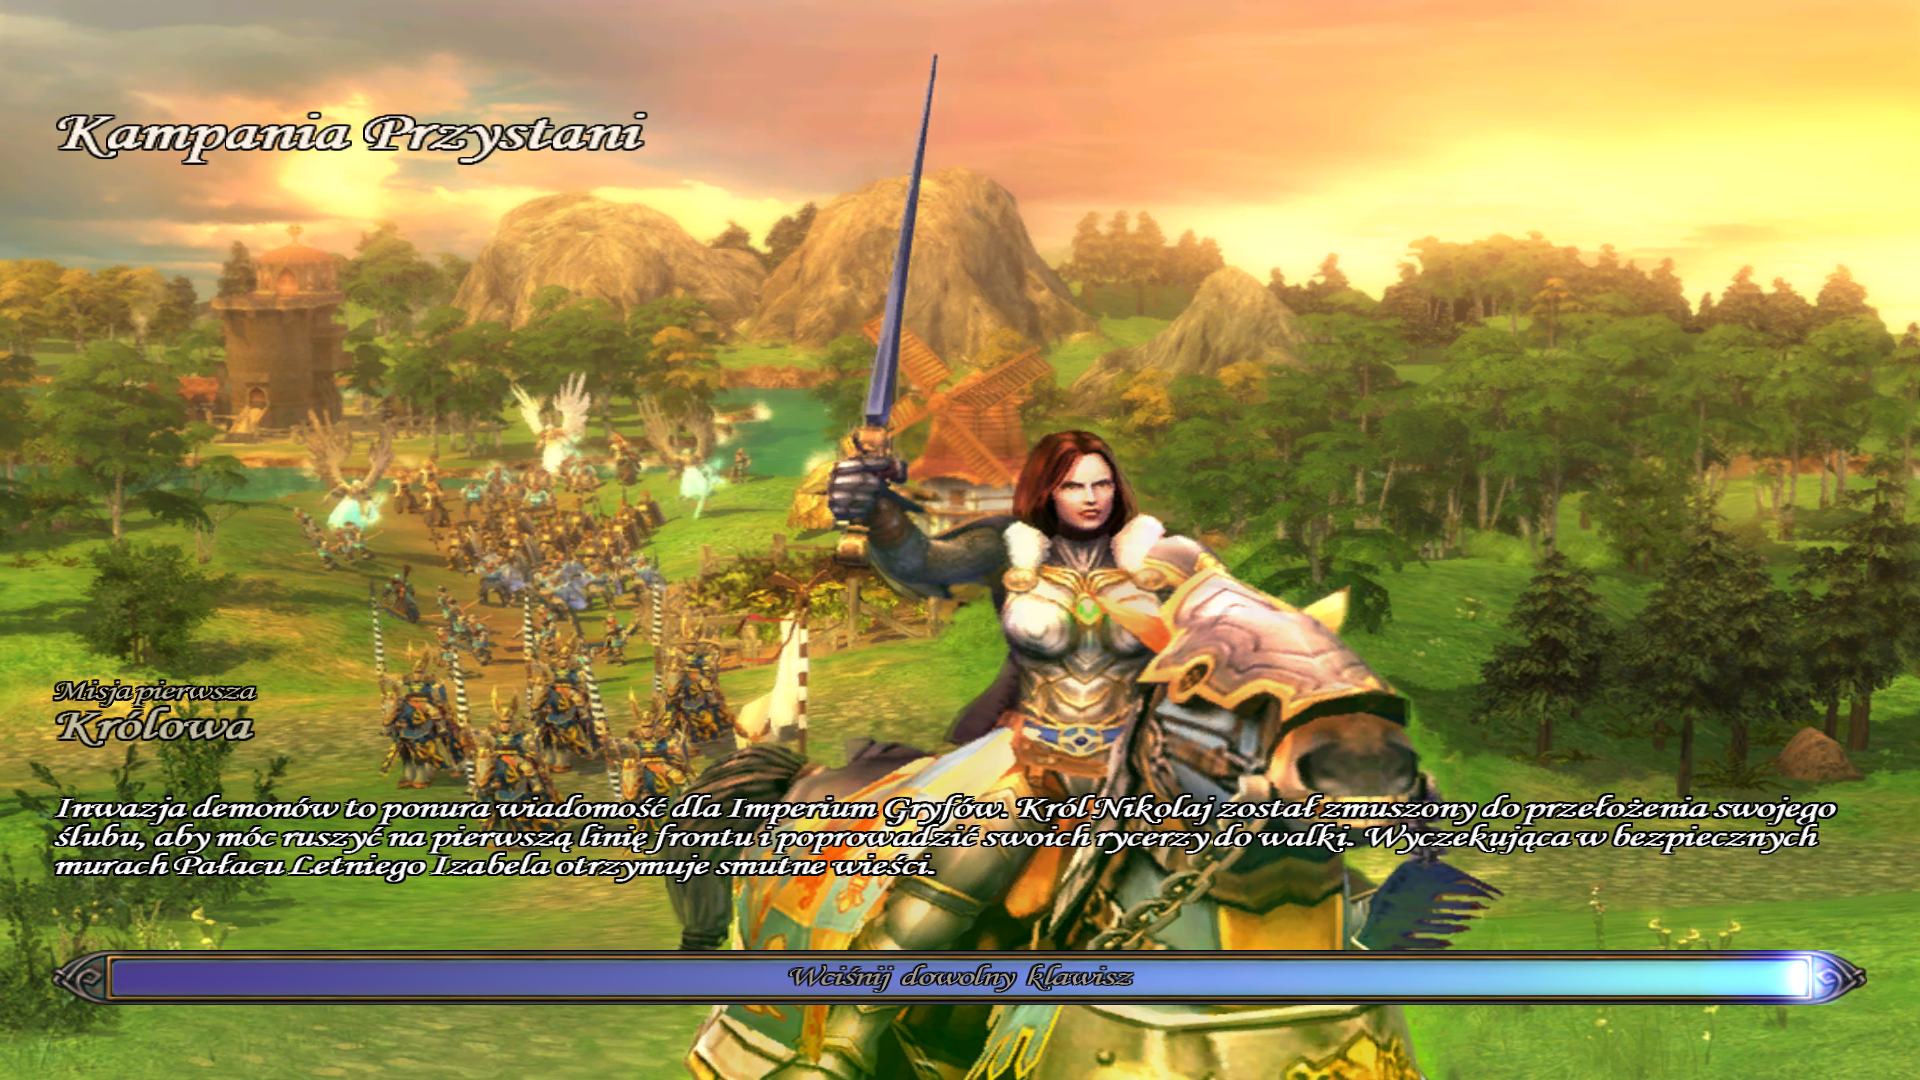 Kampania Przystani
Misja pierwsza
Królowa
Inwazja demonów to ponura wiadomość dla Imperium Gryfów. Król Nikolaj został zmuszony do przełożenia swojego
ślubu, aby móc ruszyć na pierwszą linię frontu i poprowadzić swoich rycerzy do walki. Wyczekująca w bezpiecznych
murach Pałacu Letniego Izabela otrzymuje smutne wieści.
Wciśnij dowolny klawisz